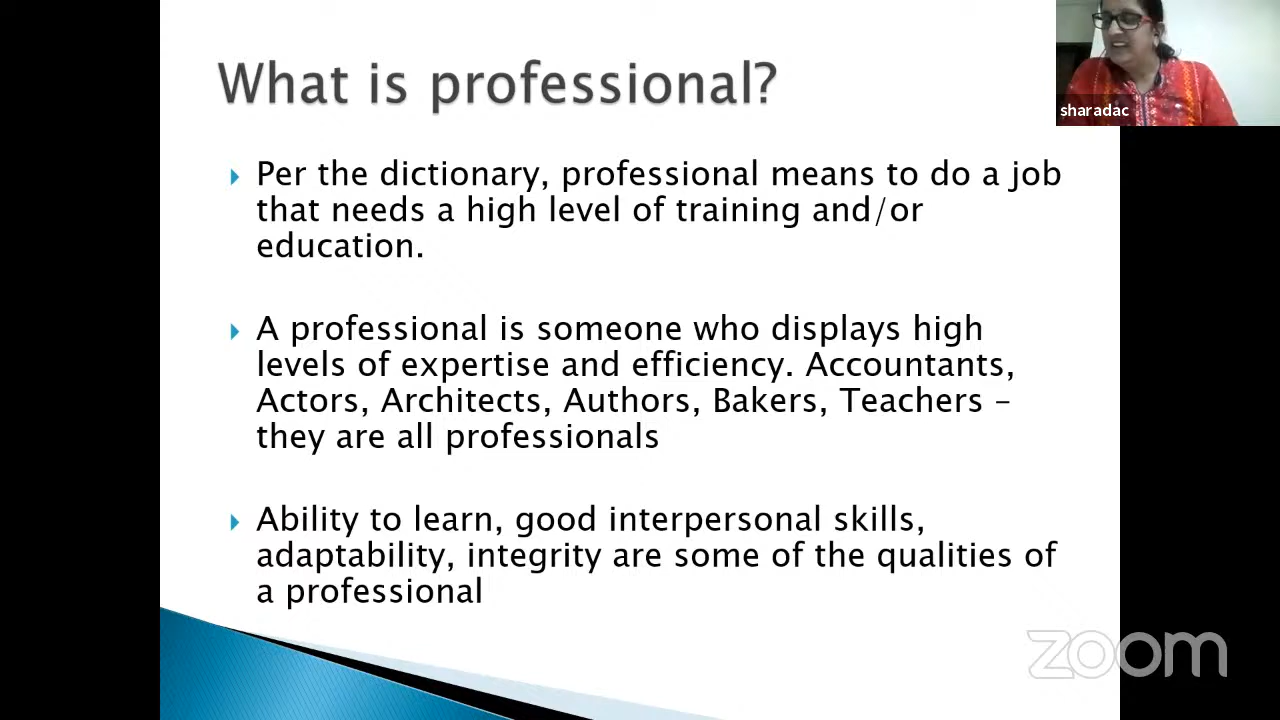 What is professional?
sharadac
Per the dictionary, professional means to do a job
that needs a high level of training and/or
education.
A professional is someone who displays high
levels of expertise and efficiency. Accountants,
Actors, Architects, Authors, Bakers, Teachers –
they are all professionals
Ability to learn, good interpersonal skills,
adaptability, integrity are some of the qualities of
a professional
zoom